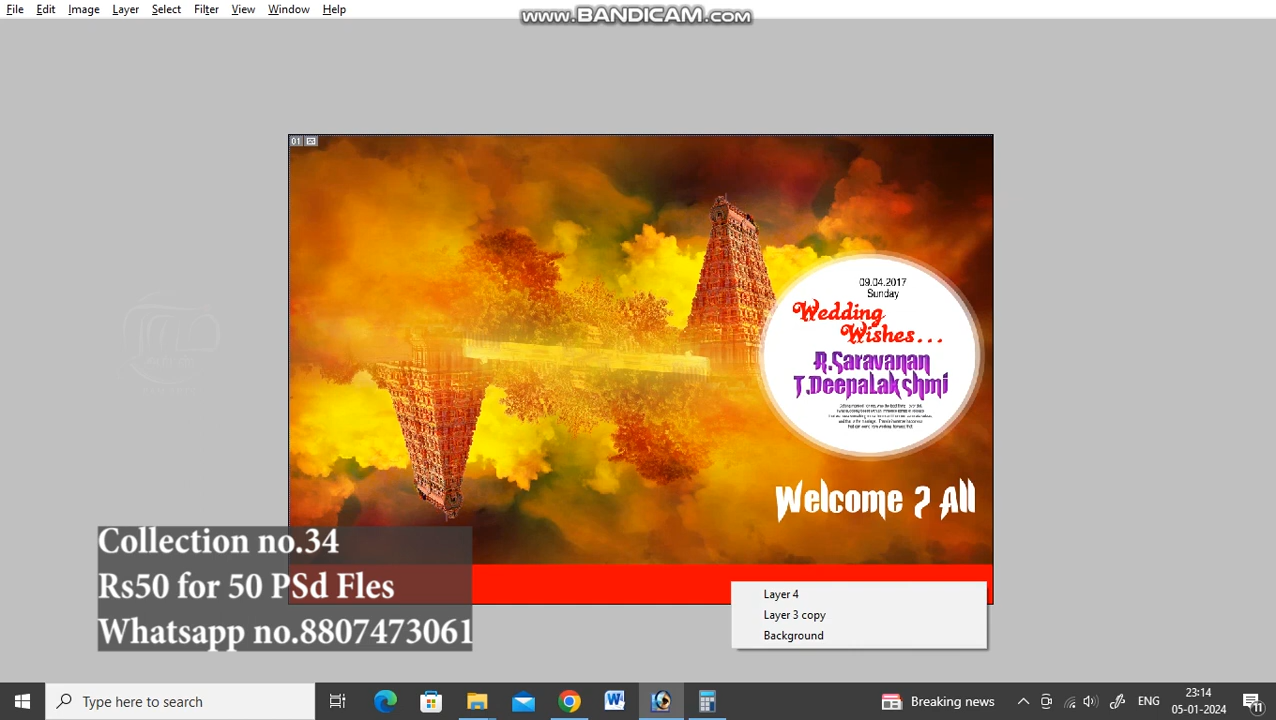 File Edit Image Layer Select Filter View Window Help
www.BANDICAM.com
01
09.04.2017
Sunday
Wedding
Wishes...
R.Saravanan
T.DeepaLakshmi
Welcome 2 All
Collection no.34
Rs50 for 50 PSd Fles
Whatsapp no.8807473061
Layer 4
Layer 3 copy
Background
Type here to search
Breaking news
ENG
23:14
05-01-2024
11